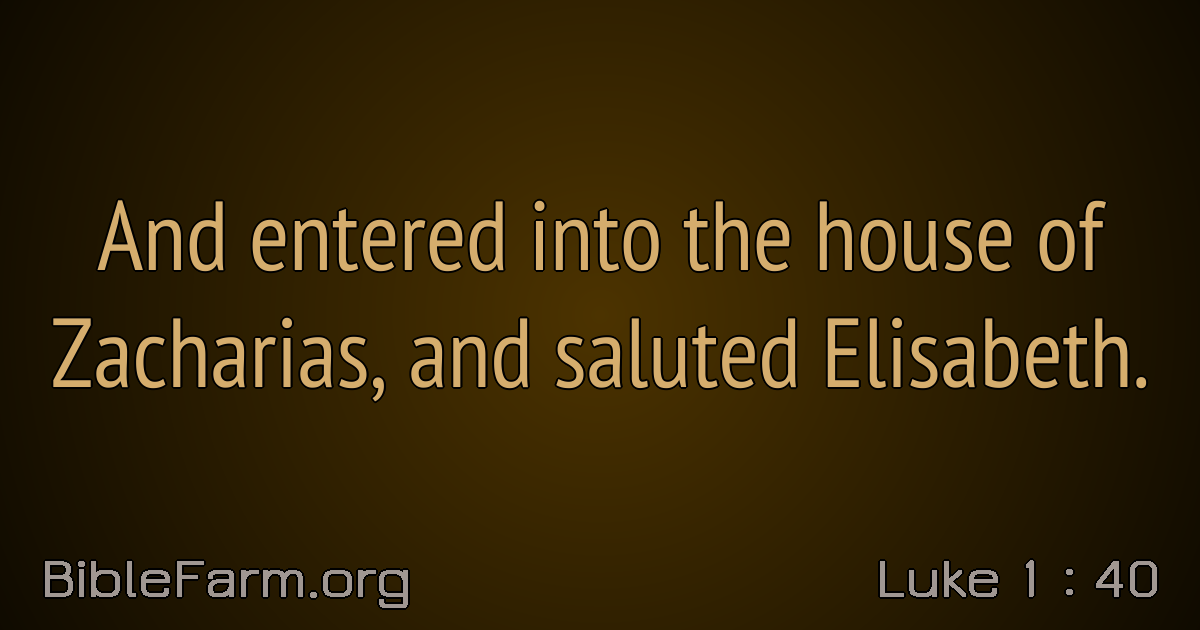 And entered into the house of
Zacharias, and saluted Elisabeth.
BibleFarm.org
Luke 1 : 40